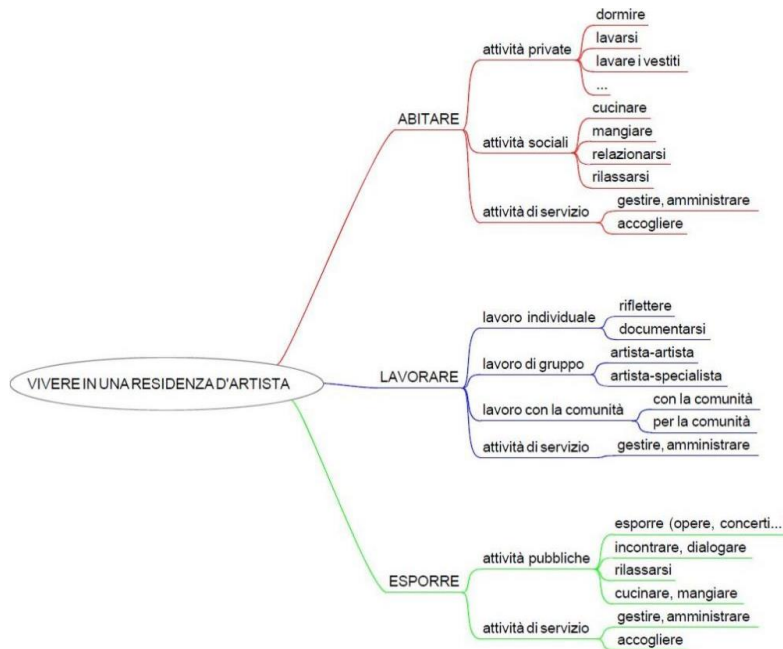 VIVERE IN UNA RESIDENZA D'ARTISTA
ABITARE
attività private
dormire
lavarsi
lavare i vestiti
...
attività sociali
cucinare
mangiare
relazionarsi
rilassarsi
attività di servizio
gestire, amministrare
accogliere
LAVORARE
lavoro individuale
riflettere
documentarsi
lavoro di gruppo
artista-artista
artista-specialista
lavoro con la comunità
con la comunità
per la comunità
attività di servizio
gestire, amministrare
ESPORRE
attività pubbliche
esporre (opere, concerti...
incontrare, dialogare
rilassarsi
cucinare, mangiare
attività di servizio
gestire, amministrare
accogliere